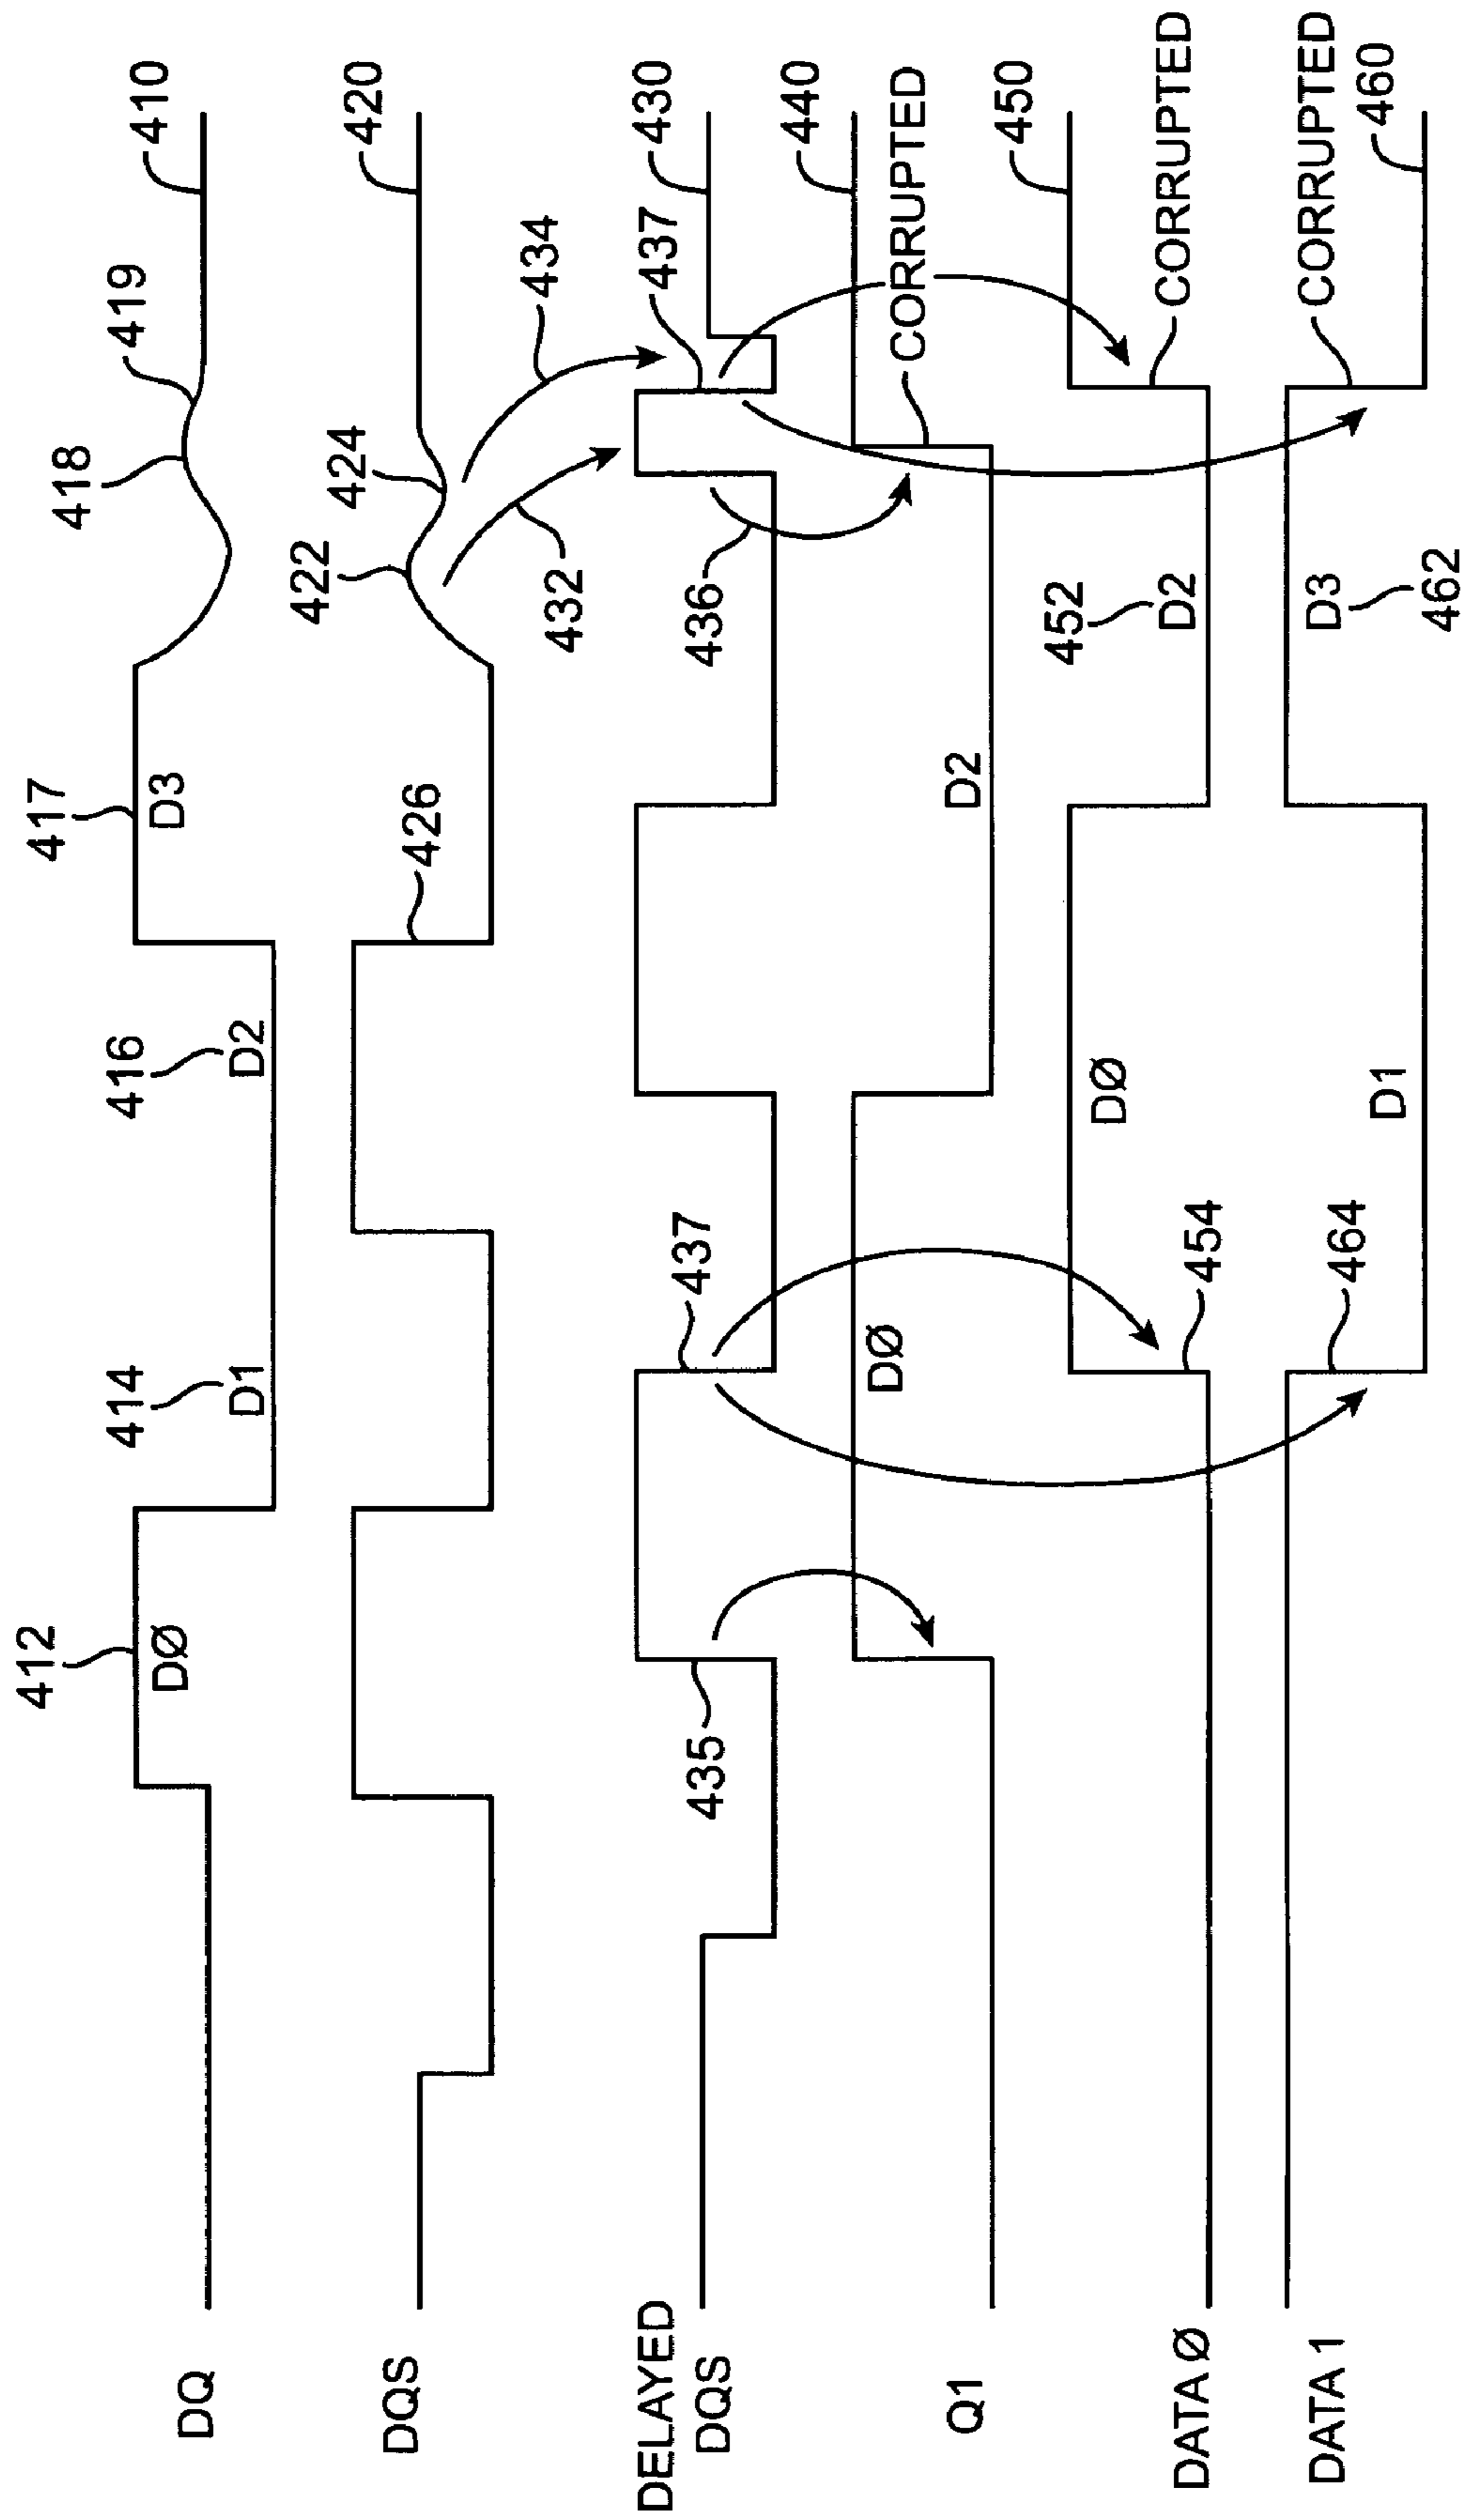 412
414
416
417
418
419
410
DØ
D1
D2
D3
DQ
422
424
420
426
DQS
432
434
DELAYED
DQS
435
437
436
437
430
Q1
DØ
D2
CORRUPTED
440
DATA Ø
454
DØ
452
D2
CORRUPTED
450
DATA 1
464
D1
D3
462
CORRUPTED
460